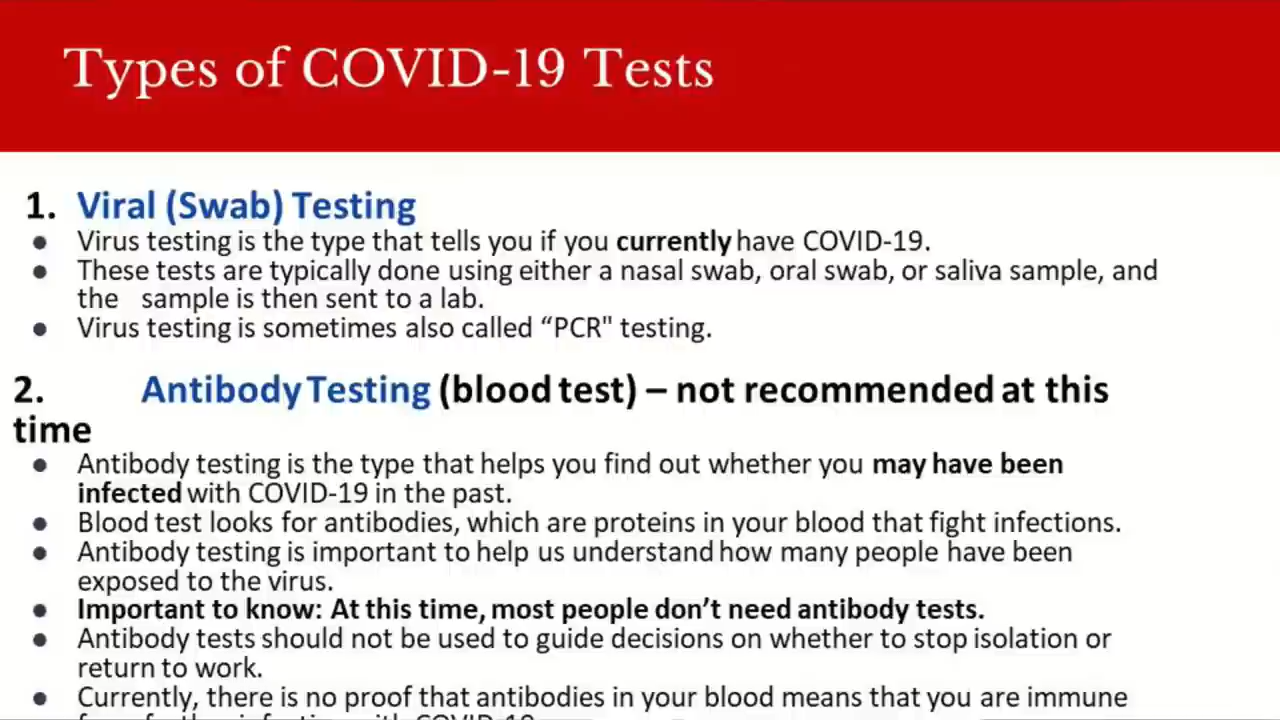 Types of COVID-19 Tests
1. Viral (Swab) Testing
● Virus testing is the type that tells you if you currently have COVID-19.
● These tests are typically done using either a nasal swab, oral swab, or saliva sample, and
the sample is then sent to a lab.
● Virus testing is sometimes also called “PCR" testing.
2. Antibody Testing (blood test) – not recommended at this
time
● Antibody testing is the type that helps you find out whether you may have been
infected with COVID-19 in the past.
● Blood test looks for antibodies, which are proteins in your blood that fight infections.
● Antibody testing is important to help us understand how many people have been
exposed to the virus.
● Important to know: At this time, most people don’t need antibody tests.
● Antibody tests should not be used to guide decisions on whether to stop isolation or
return to work.
● Currently, there is no proof that antibodies in your blood means that you are immune